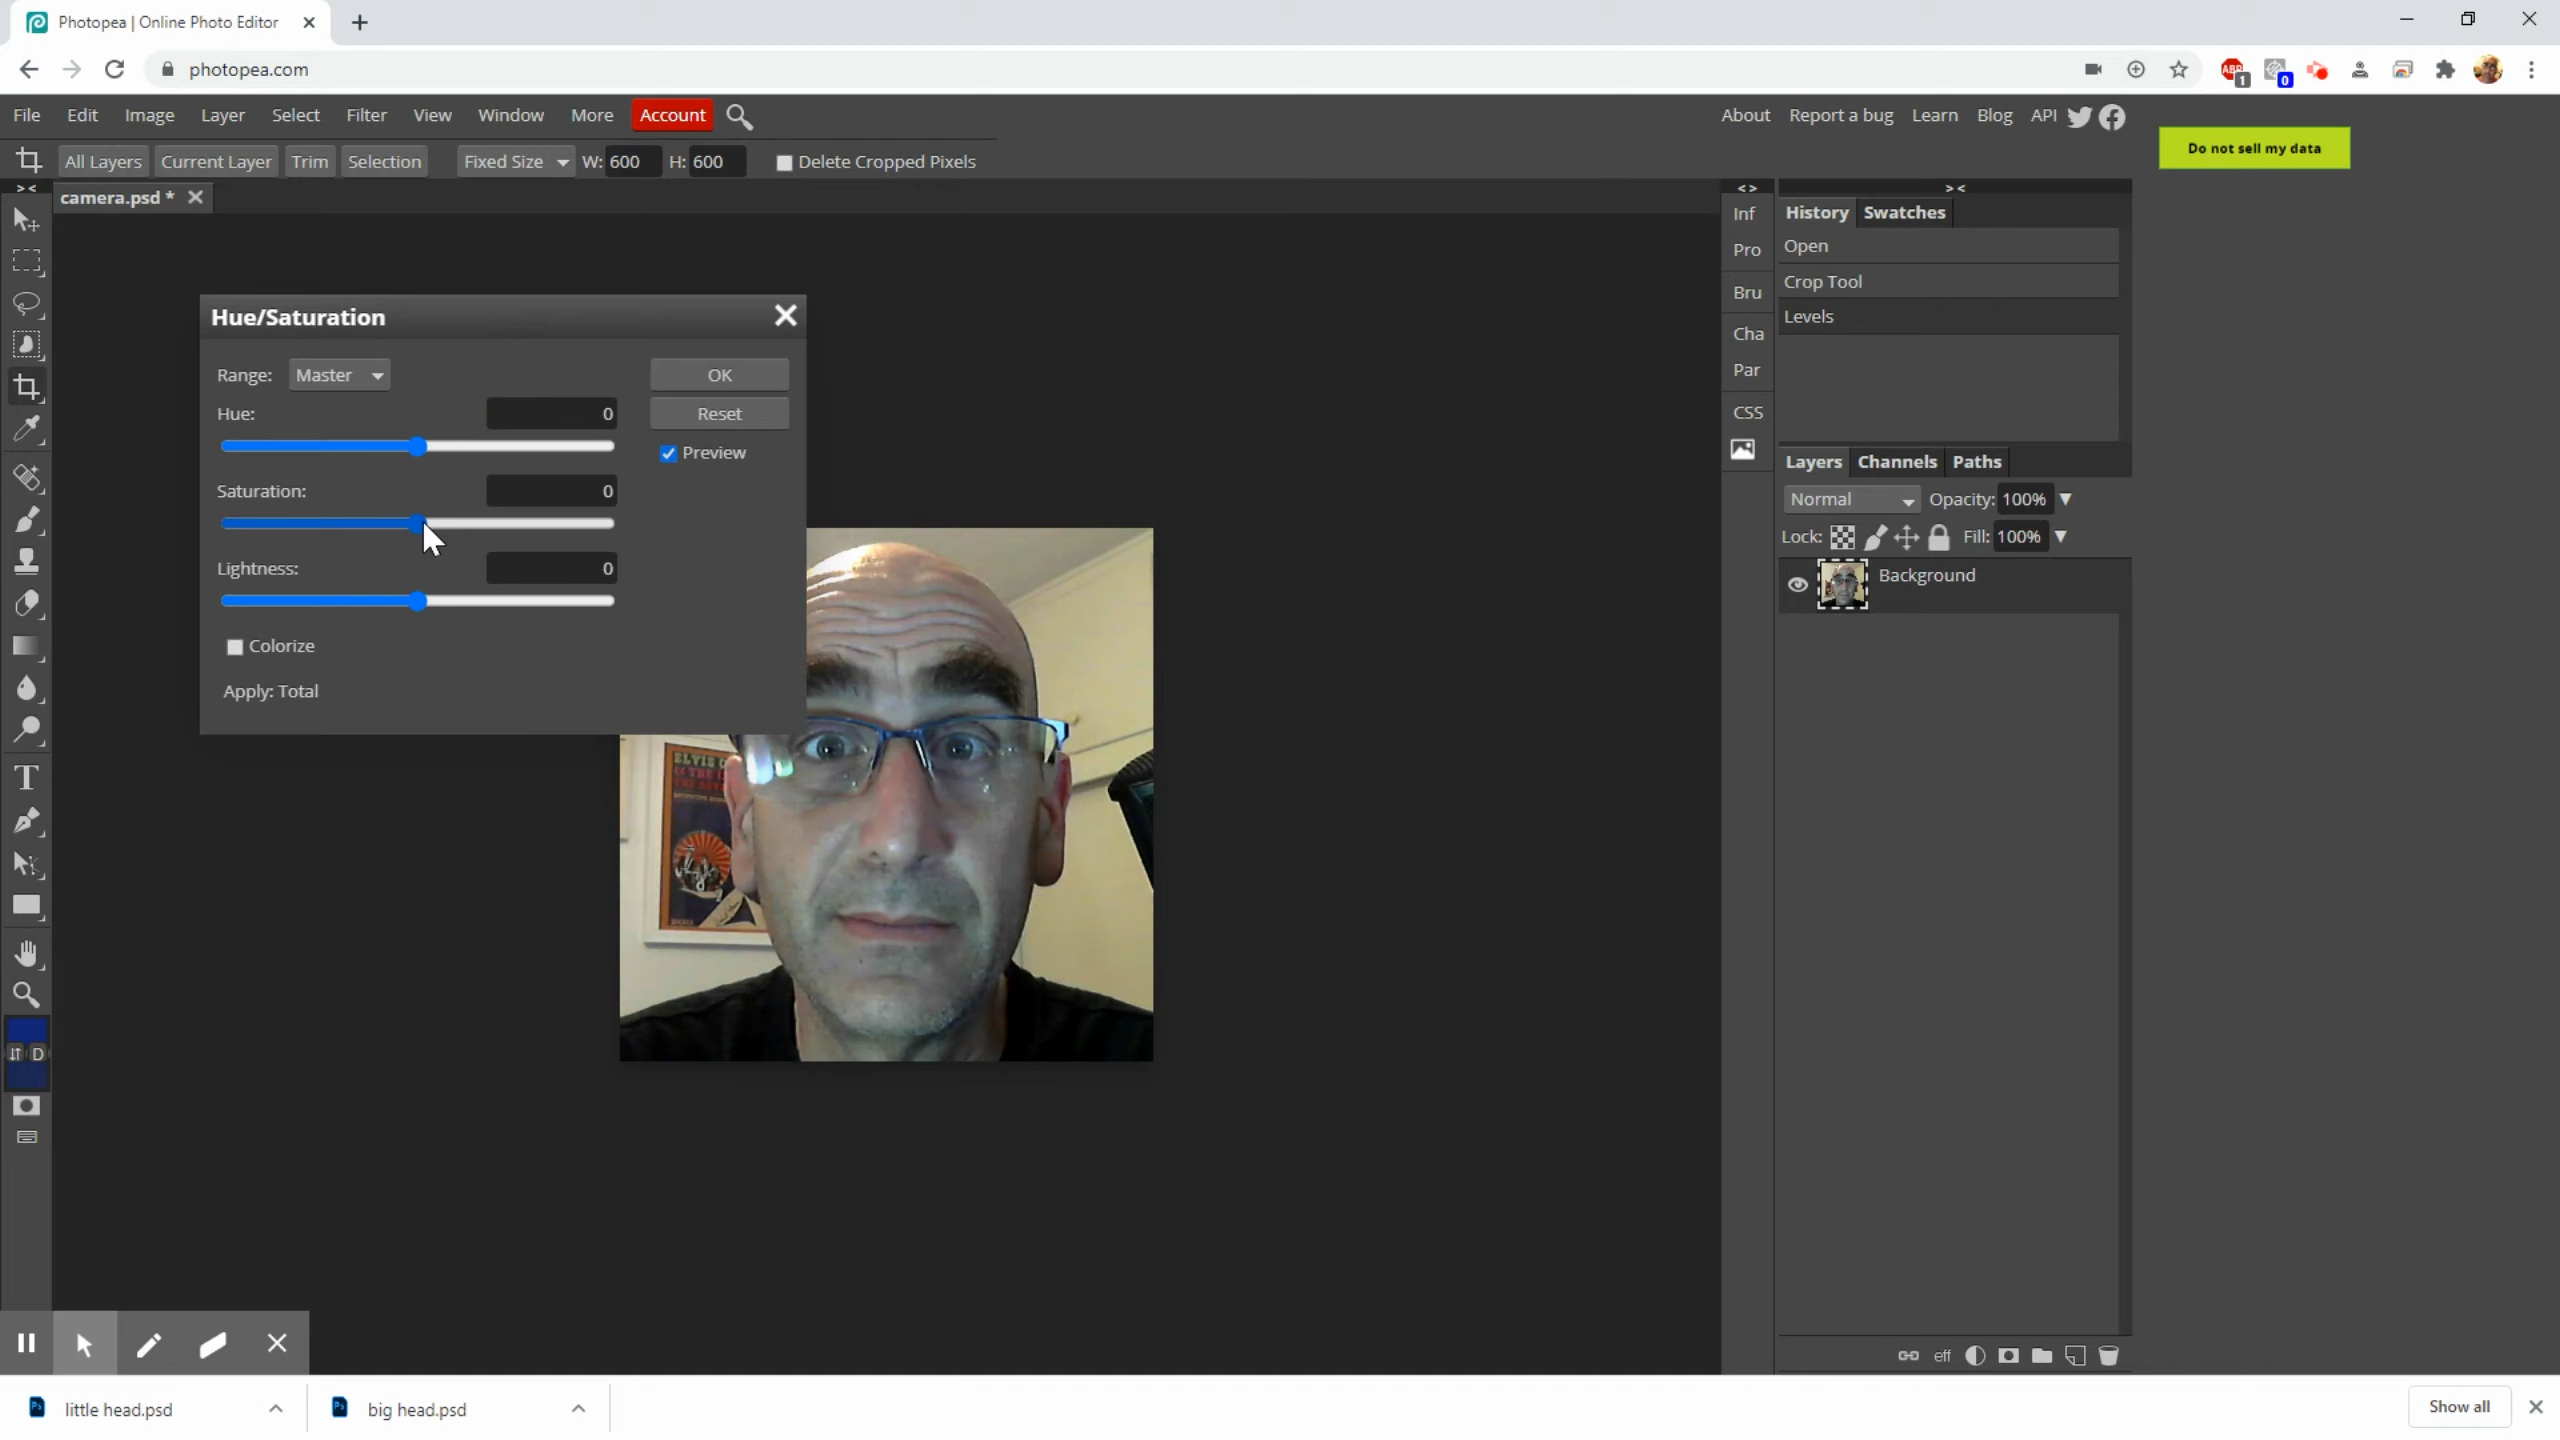 Photopea | Online Photo Editor
photopea.com
ABP 1 0
File Edit Image Layer Select Filter View Window More Account
About Report a bug Learn Blog API
Do not sell my data
All Layers Current Layer Trim Selection Fixed Size W: 600 H: 600 Delete Cropped Pixels
> <
camera.psd *
< >
> <
Inf
Pro
Bru
Cha
Par
CSS
History Swatches
Open
Crop Tool
Levels
Hue/Saturation
Range: Master
OK
Hue: 0
Reset
Preview
Saturation: 0
Lightness: 0
Colorize
Apply: Total
Layers Channels Paths
Normal Opacity: 100%
Lock: Fill: 100%
Background
ELVIS
T
D
eff
little head.psd
big head.psd
Show all